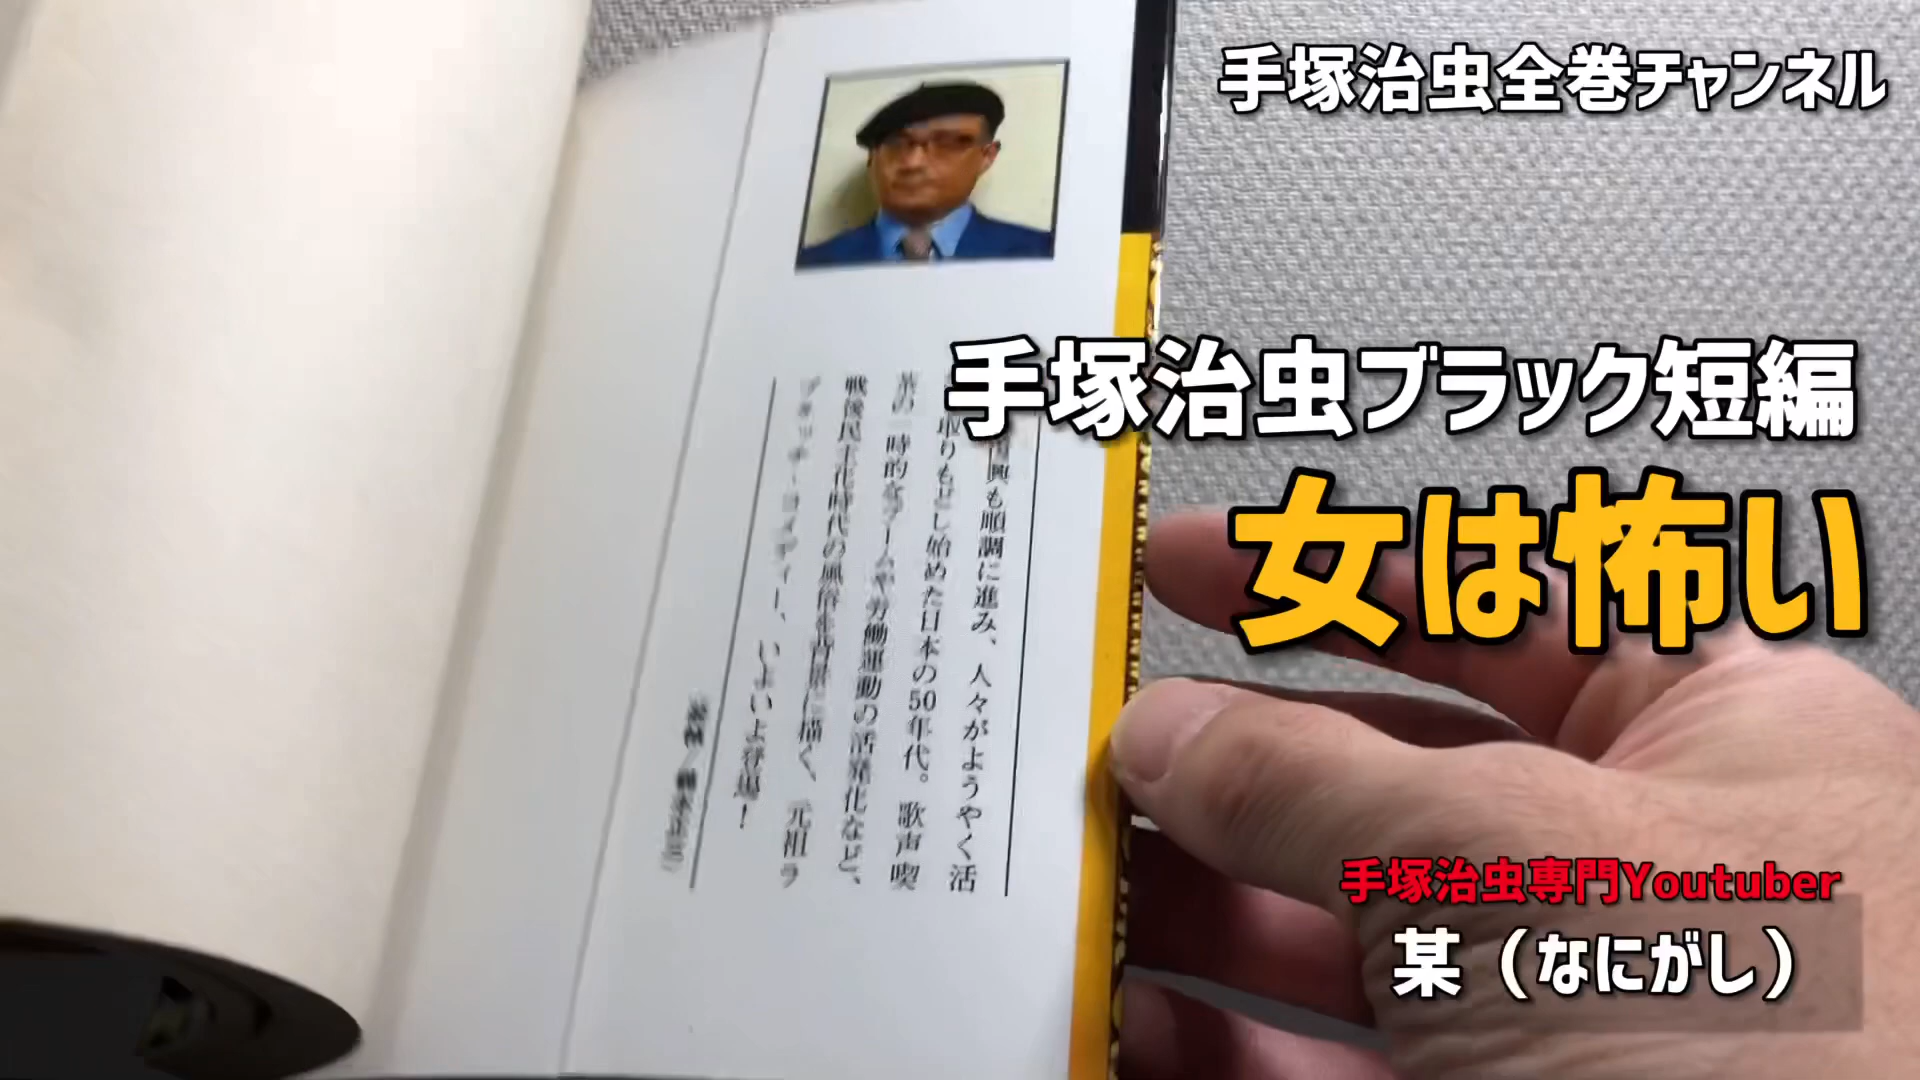 手塚治虫全巻チャンネル
手塚治虫ブラック短編
女は怖い
手塚治虫専門Youtuber
某（なにがし）
復興も順調に進み、人々がようやく活
取りもどし始めた日本の50年代。歌声喫
茶の一時的なブームや労働運動の活発化など、
戦後民主化時代の風俗を背景に描く、元祖ラ
ブキッチ・コメディー、いよいよ登場！